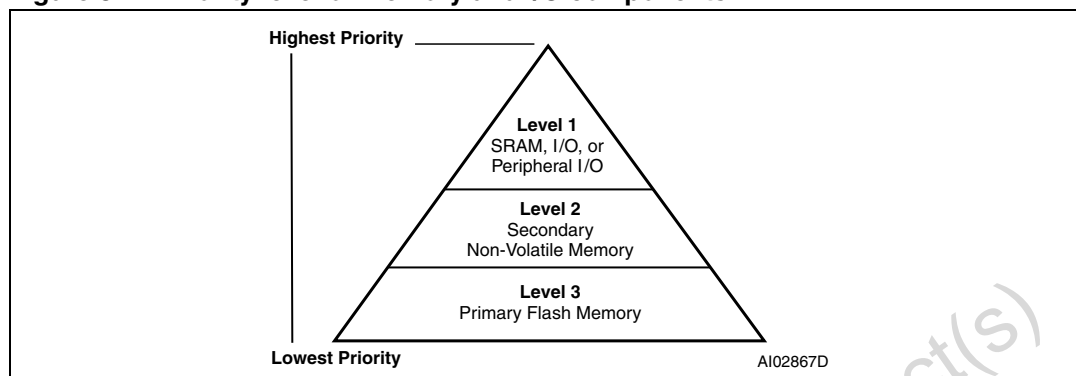 Highest Priority
Level 1
SRAM, I/O, or
Peripheral I/O
Level 2
Secondary
Non-Volatile Memory
Level 3
Primary Flash Memory
Lowest Priority
AI02867D
ct(s)